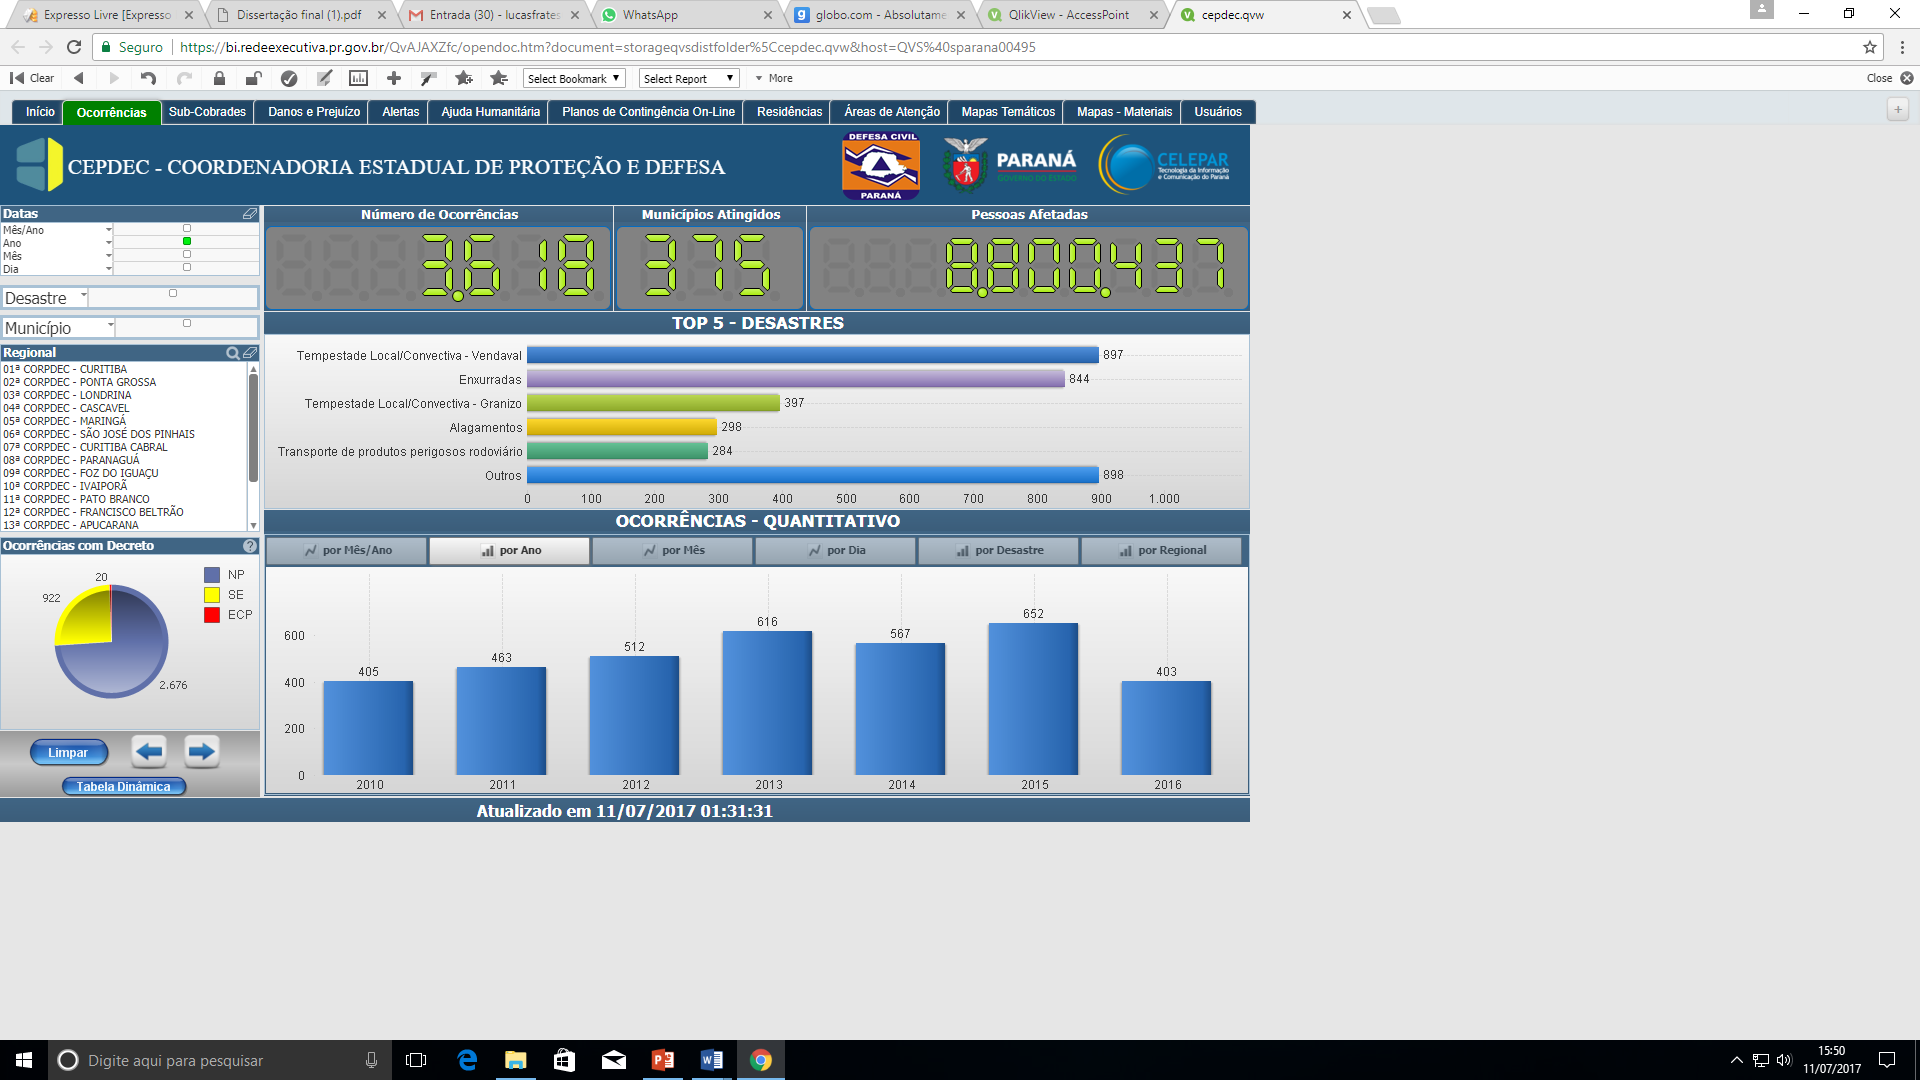 Expresso Livre [Expresso
Dissertação final (1).pdf
Entrada (30) - lucasfrates
WhatsApp
globo.com - Absolutame
QlikView - AccessPoint
cepdec.qvw
Seguro
https://bi.redeexecutiva.pr.gov.br/QvAJAXZfc/opendoc.htm?document=storageqvsdistfolder%5Ccepdec.qvw&host=QVS%40sparana00495
Clear
Select Bookmark
Select Report
More
Close
Início
Ocorrências
Sub-Cobrades
Danos e Prejuízo
Alertas
Ajuda Humanitária
Planos de Contingência On-Line
Residências
Áreas de Atenção
Mapas Temáticos
Mapas - Materiais
Usuários
CEPDEC - COORDENADORIA ESTADUAL DE PROTEÇÃO E DEFESA
DEFESA CIVIL
PARANÁ
PARANÁ
GOVERNO DO ESTADO
CELEPAR
Tecnologia da Informação
e Comunicação do Paraná
Datas
Mês/Ano
Ano
Mês
Dia
Desastre
Município
Regional
01ª CORPDEC - CURITIBA
02ª CORPDEC - PONTA GROSSA
03ª CORPDEC - LONDRINA
04ª CORPDEC - CASCAVEL
05ª CORPDEC - MARINGÁ
06ª CORPDEC - SÃO JOSÉ DOS PINHAIS
07ª CORPDEC - CURITIBA CABRAL
08ª CORPDEC - PARANAGUÁ
09ª CORPDEC - FOZ DO IGUAÇU
10ª CORPDEC - IVAIPORÃ
11ª CORPDEC - PATO BRANCO
12ª CORPDEC - FRANCISCO BELTRÃO
13ª CORPDEC - APUCARANA
Ocorrências com Decreto
?
20
922
2.676
NP
SE
ECP
Limpar
Tabela Dinâmica
Número de Ocorrências
3.618
Municípios Atingidos
375
Pessoas Afetadas
8.800.437
TOP 5 - DESASTRES
Tempestade Local/Convectiva - Vendaval 897
Enxurradas 844
Tempestade Local/Convectiva - Granizo 397
Alagamentos 298
Transporte de produtos perigosos rodoviário 284
Outros 898
0 100 200 300 400 500 600 700 800 900 1.000
OCORRÊNCIAS - QUANTITATIVO
por Mês/Ano
por Ano
por Mês
por Dia
por Desastre
por Regional
600
400
200
0
405 463 512 616 567 652 403
2010 2011 2012 2013 2014 2015 2016
Atualizado em 11/07/2017 01:31:31
Digite aqui para pesquisar
15:50
11/07/2017